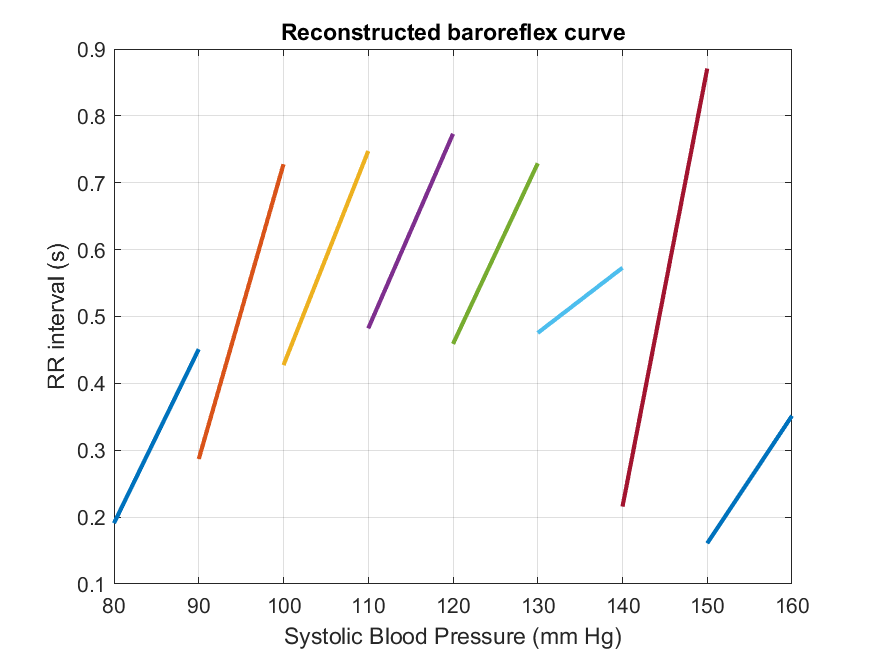 Reconstructed baroreflex curve
0.9
0.8
0.7
0.6
0.5
0.4
0.3
0.2
0.1
RR interval (s)
80 90 100 110 120 130 140 150 160
Systolic Blood Pressure (mm Hg)